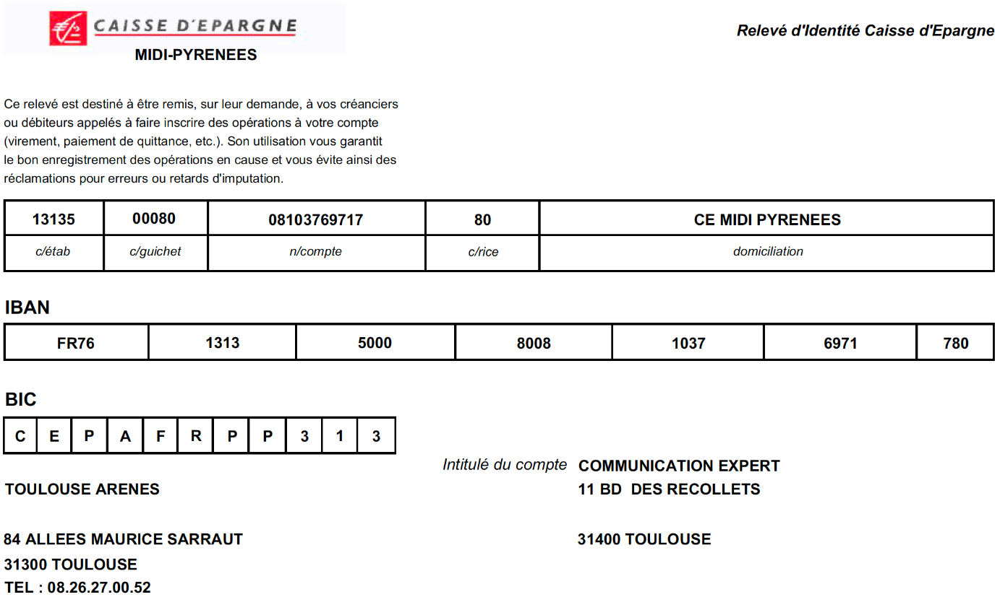 CAISSE D'EPARGNE
MIDI-PYRENEES
Relevé d'Identité Caisse d'Epargne
Ce relevé est destiné à être remis, sur leur demande, à vos créanciers
ou débiteurs appelés à faire inscrire des opérations à votre compte
(virement, paiement de quittance, etc.). Son utilisation vous garantit
le bon enregistrement des opérations en cause et vous évite ainsi des
réclamations pour erreurs ou retards d'imputation.
13135 00080 08103769717 80 CE MIDI PYRENEES
c/étab c/guichet n/compte c/rice domiciliation
IBAN
FR76 1313 5000 8008 1037 6971 780
BIC
C E P A F R P P 3 1 3
Intitulé du compte COMMUNICATION EXPERT
TOULOUSE ARENES 11 BD DES RECOLLETS
84 ALLEES MAURICE SARRAUT 31400 TOULOUSE
31300 TOULOUSE
TEL : 08.26.27.00.52